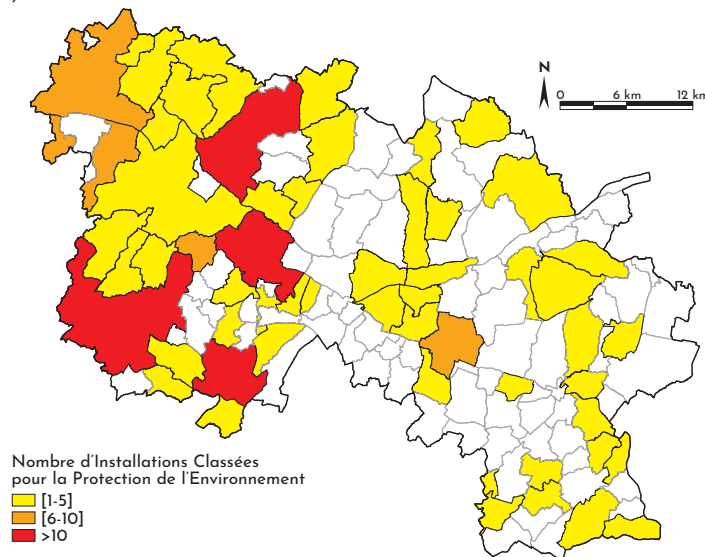 N
0 6 km 12 km
Nombre d'Installations Classées
pour la Protection de l'Environnement
[1-5]
[6-10]
>10